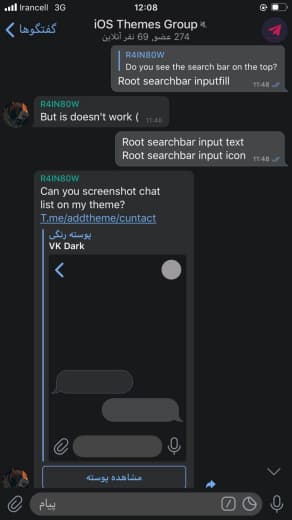 Irancell 3G
12:08
گفتگوها
iOS Themes Group
274 عضو, 69 نفر آنلاین
R4IN80W
Do you see the search bar on the top?
Root searchbar inputfill
11:48
R4IN80W
But is doesn't work (
11:48
Root searchbar input text
Root searchbar input icon
11:48
R4IN80W
Can you screenshot chat
list on my theme?
T.me/addtheme/cuntact
پوسته رنگی
VK Dark
مشاهده پوسته
پیام